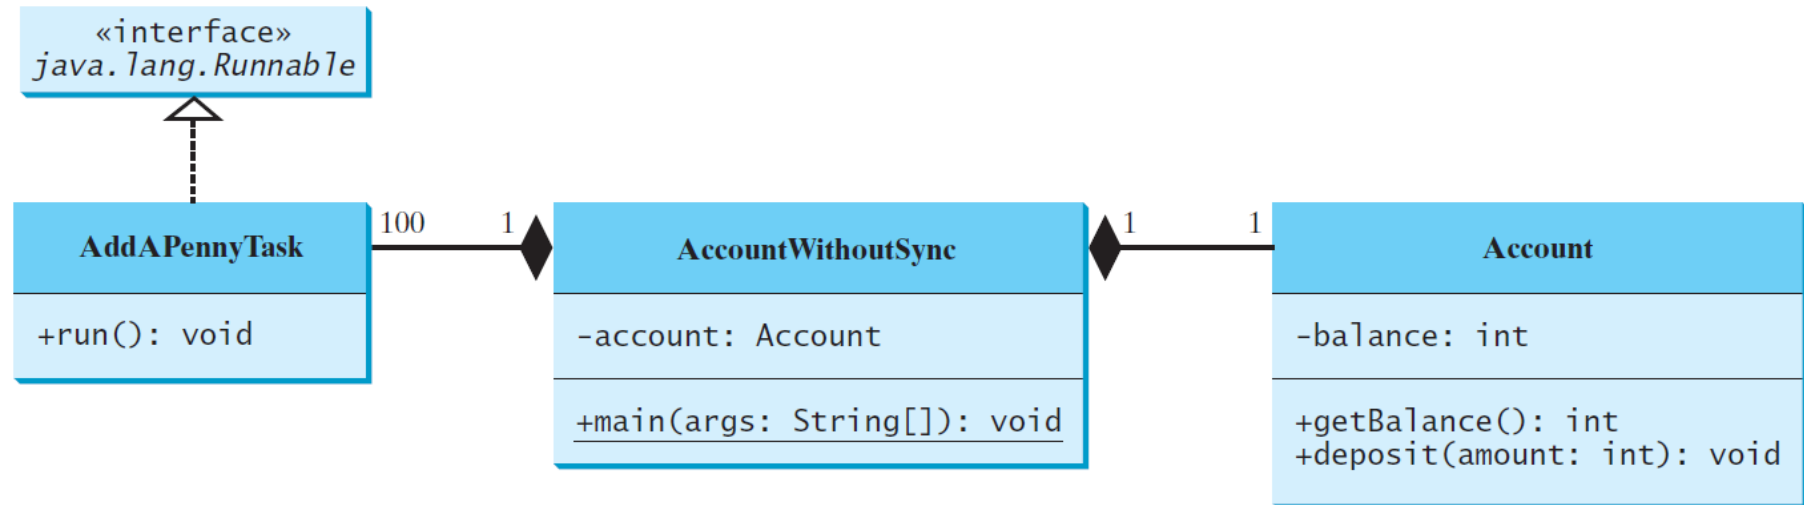 «interface»
java.lang.Runnable
AddAPennyTask
+run(): void
100
1
AccountWithoutSync
-account: Account
+main(args: String[]): void
1
1
Account
-balance: int
+getBalance(): int
+deposit(amount: int): void